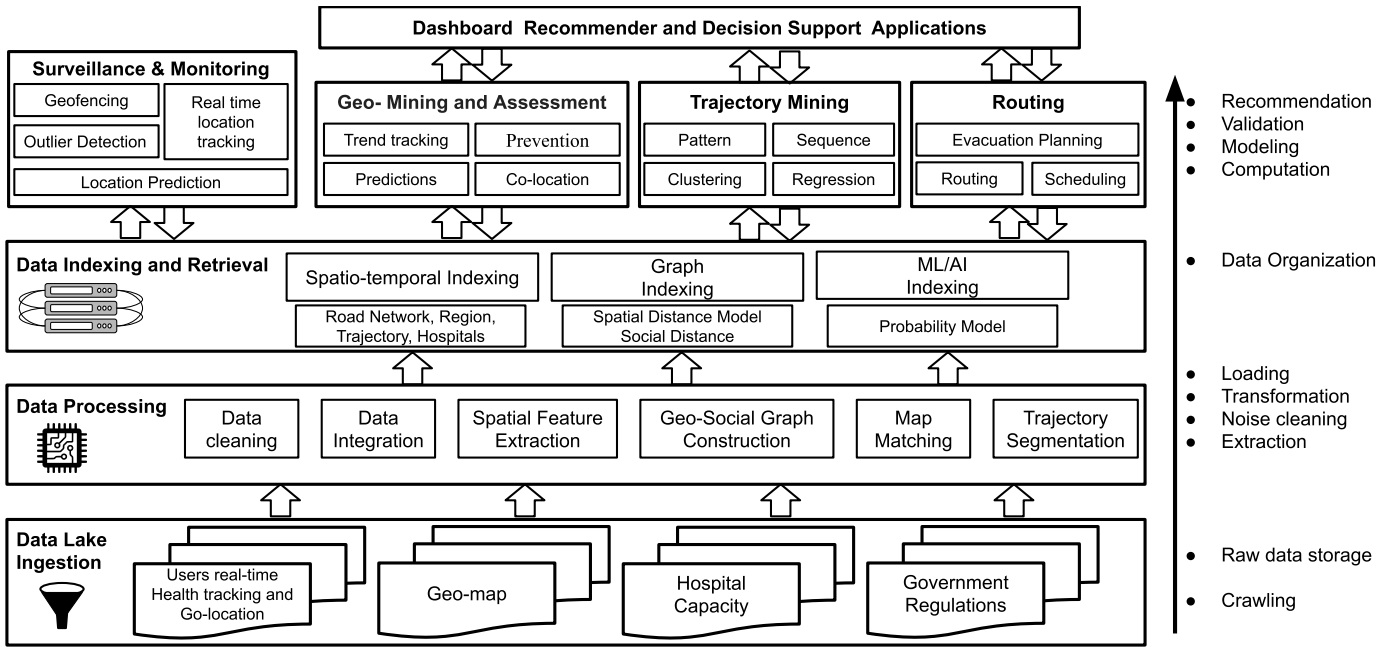 Dashboard Recommender and Decision Support Applications
Surveillance & Monitoring
Geofencing
Real time
location
tracking
Outlier Detection
Location Prediction
Geo- Mining and Assessment
Trend tracking
Prevention
Predictions
Co-location
Trajectory Mining
Pattern
Sequence
Clustering
Regression
Routing
Evacuation Planning
Routing
Scheduling
Recommendation
Validation
Modeling
Computation
Data Indexing and Retrieval
Spatio-temporal Indexing
Graph
Indexing
ML/AI
Indexing
Road Network, Region,
Trajectory, Hospitals
Spatial Distance Model
Social Distance
Probability Model
Data Organization
Data Processing
Data
cleaning
Data
Integration
Spatial Feature
Extraction
Geo-Social Graph
Construction
Map
Matching
Trajectory
Segmentation
Loading
Transformation
Noise cleaning
Extraction
Data Lake
Ingestion
Users real-time
Health tracking and
Go-location
Geo-map
Hospital
Capacity
Government
Regulations
Raw data storage
Crawling